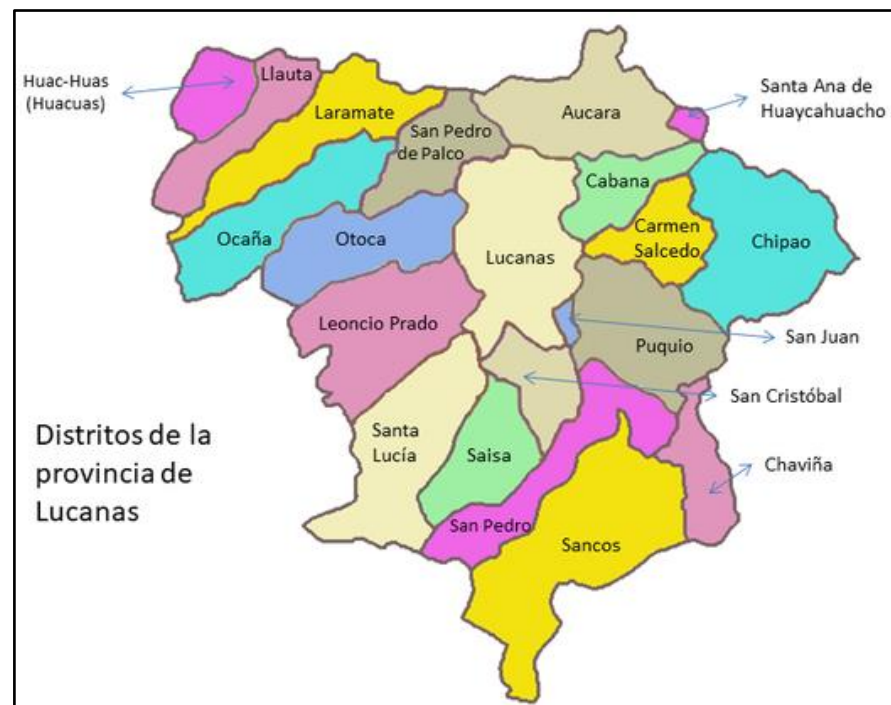 Huac-Huas
(Huacuas)
Llauta
Laramate
San Pedro
de Palco
Aucara
Santa Ana de
Huaycahuacho
Cabana
Ocaña
Otoca
Lucanas
Carmen
Salcedo
Chipao
Leoncio Prado
San Juan
Puquio
San Cristóbal
Distritos de la
provincia de
Lucanas
Santa
Lucía
Saisa
Chaviña
San Pedro
Sancos